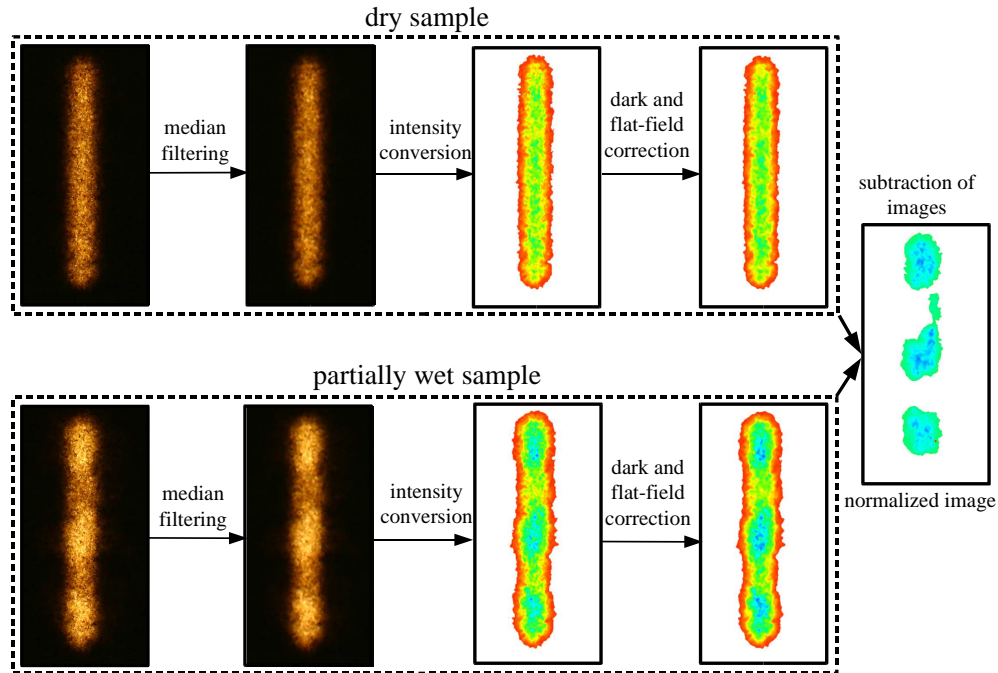 dry sample
median
filtering
intensity
conversion
dark and
flat-field
correction
subtraction of
images
partially wet sample
median
filtering
intensity
conversion
dark and
flat-field
correction
normalized image